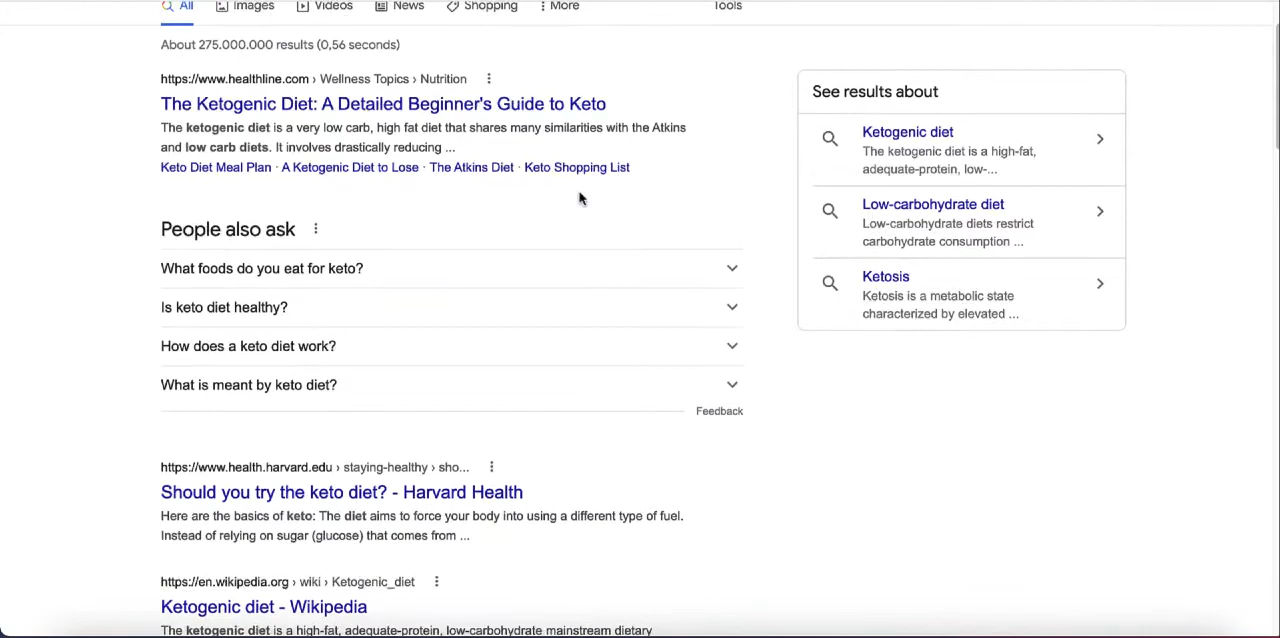 All Images Videos News Shopping More Tools
About 275.000.000 results (0,56 seconds)
https://www.healthline.com › Wellness Topics › Nutrition
The Ketogenic Diet: A Detailed Beginner's Guide to Keto
The ketogenic diet is a very low carb, high fat diet that shares many similarities with the Atkins
and low carb diets. It involves drastically reducing ...
Keto Diet Meal Plan · A Ketogenic Diet to Lose · The Atkins Diet · Keto Shopping List
People also ask
What foods do you eat for keto?
Is keto diet healthy?
How does a keto diet work?
What is meant by keto diet?
Feedback
https://www.health.harvard.edu › staying-healthy › sho...
Should you try the keto diet? - Harvard Health
Here are the basics of keto: The diet aims to force your body into using a different type of fuel.
Instead of relying on sugar (glucose) that comes from ...
https://en.wikipedia.org › wiki › Ketogenic_diet
Ketogenic diet - Wikipedia
The ketogenic diet is a high-fat, adequate-protein, low-carbohydrate mainstream dietary
See results about
Ketogenic diet
The ketogenic diet is a high-fat,
adequate-protein, low-...
Low-carbohydrate diet
Low-carbohydrate diets restrict
carbohydrate consumption ...
Ketosis
Ketosis is a metabolic state
characterized by elevated ...